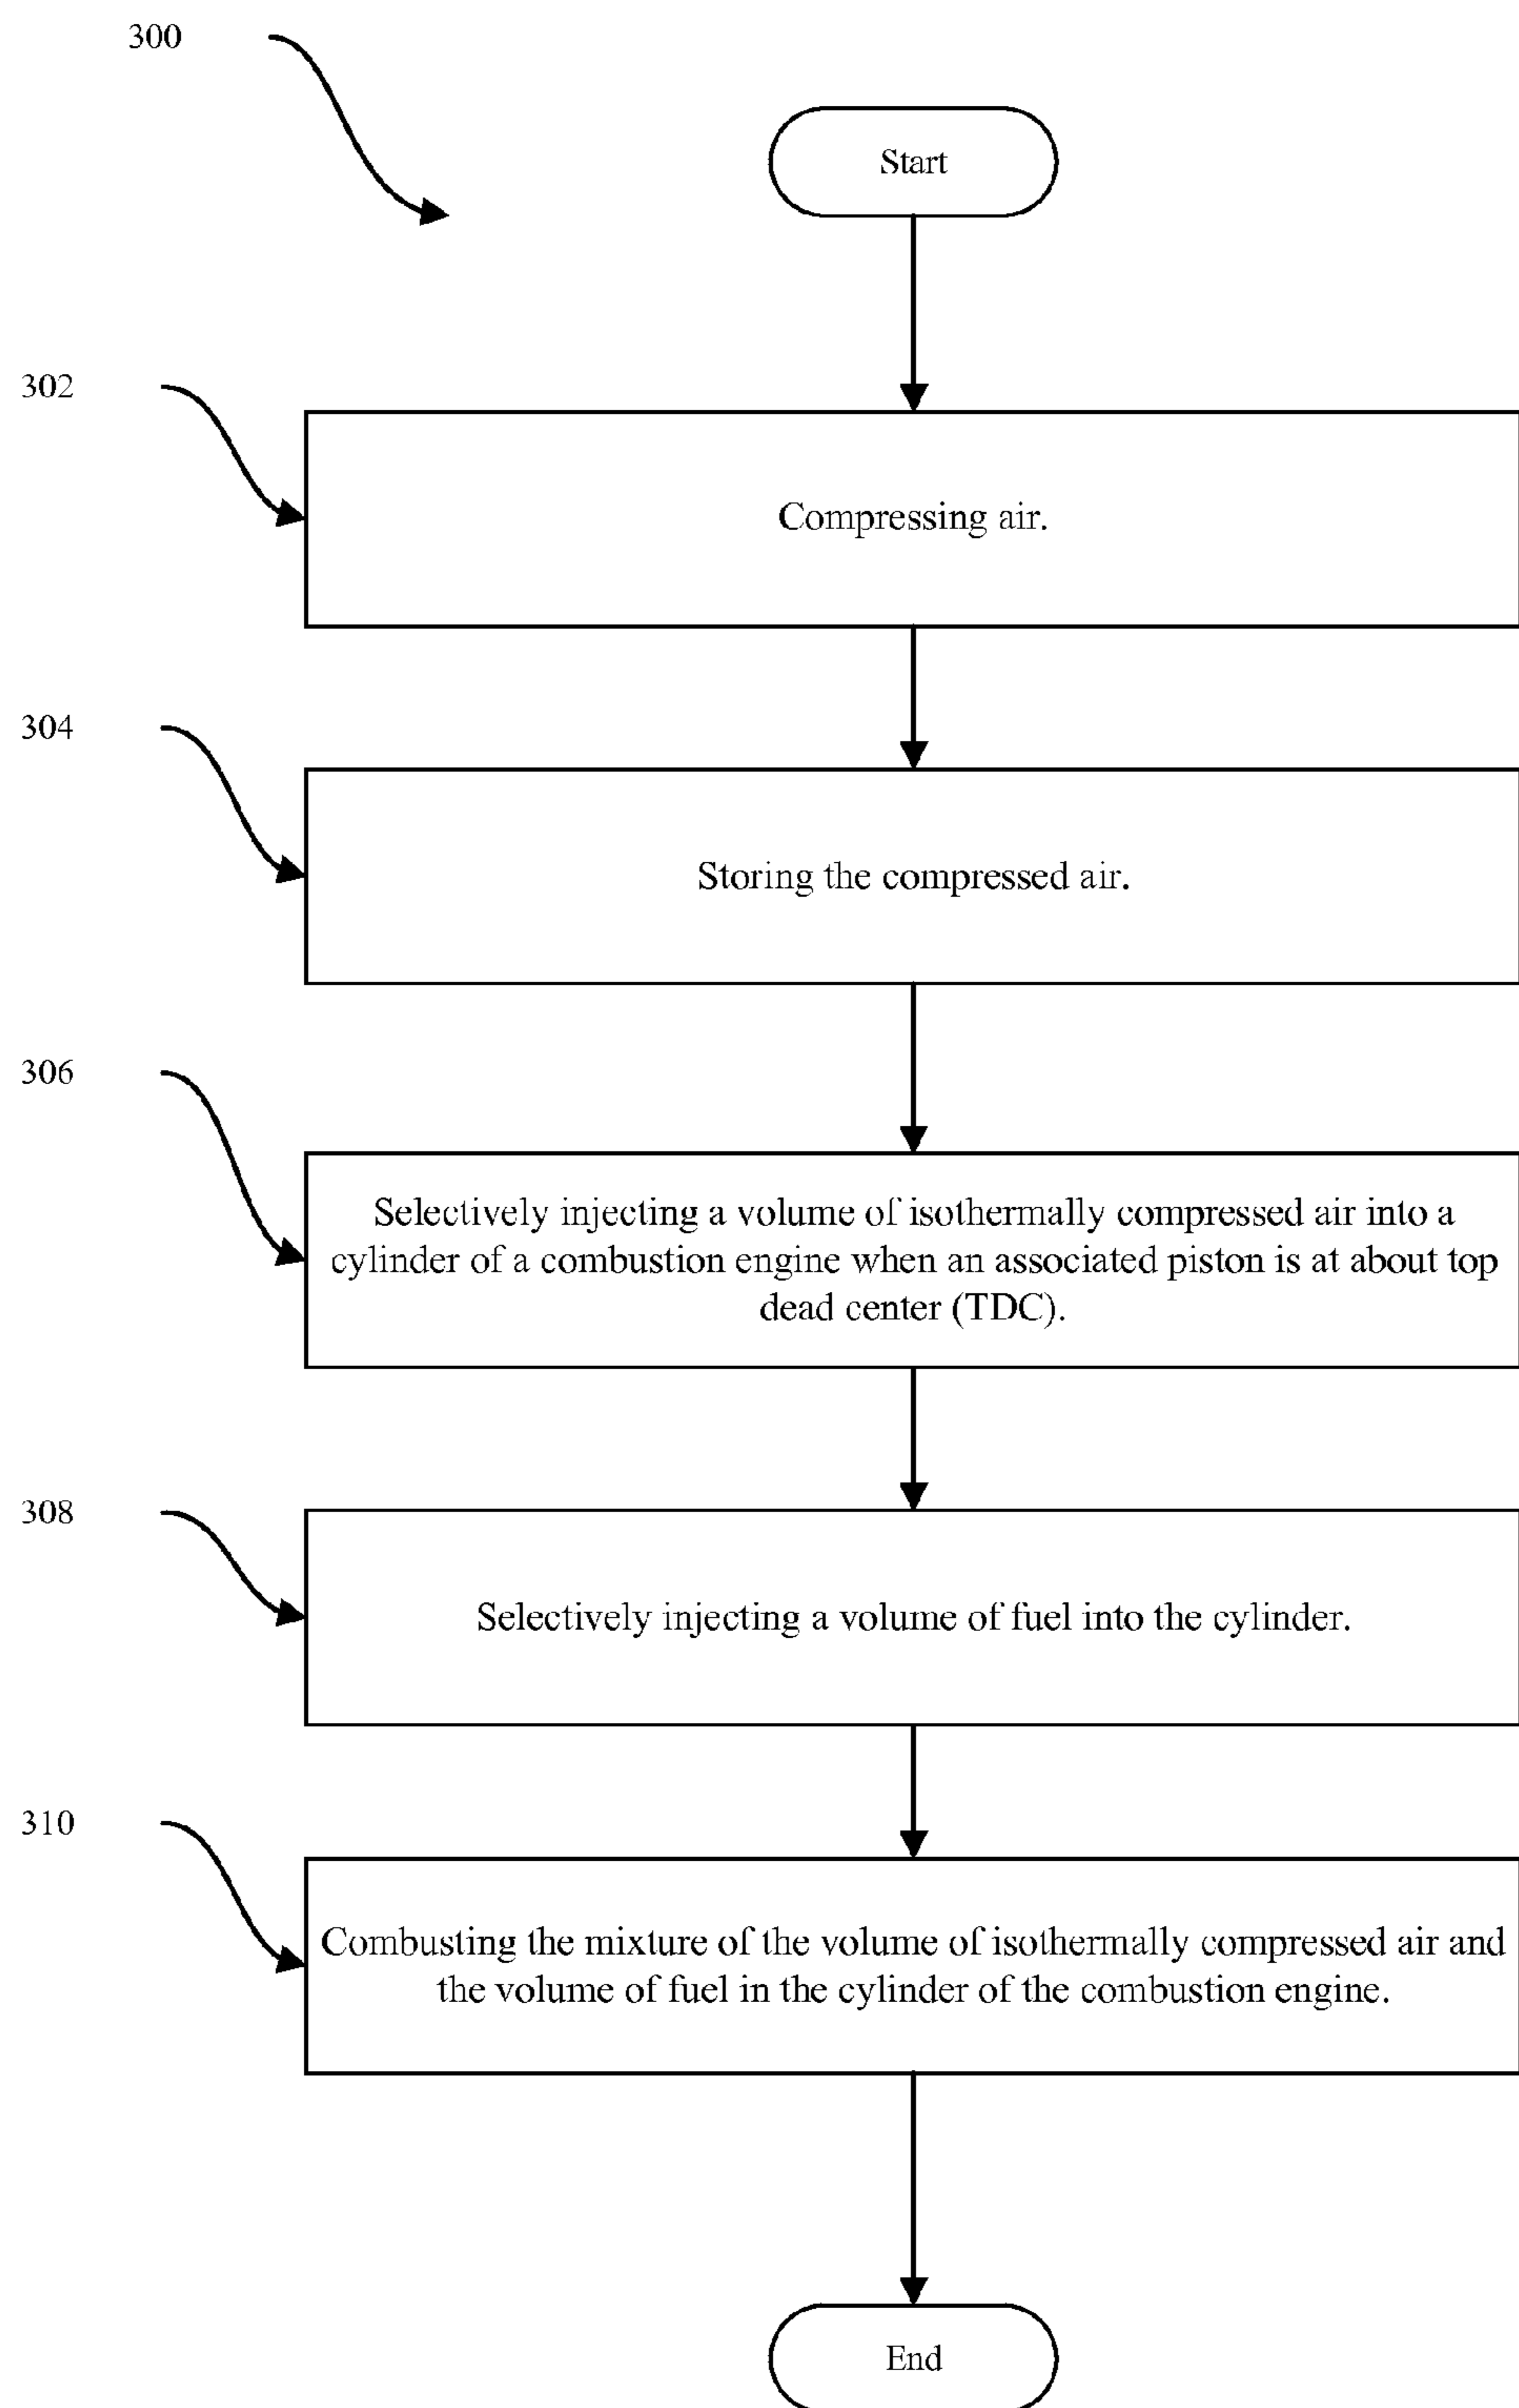 300
Start
302
Compressing air.
304
Storing the compressed air.
306
Selectively injecting a volume of isothermally compressed air into a
cylinder of a combustion engine when an associated piston is at about top
dead center (TDC).
308
Selectively injecting a volume of fuel into the cylinder.
310
Combusting the mixture of the volume of isothermally compressed air and
the volume of fuel in the cylinder of the combustion engine.
End